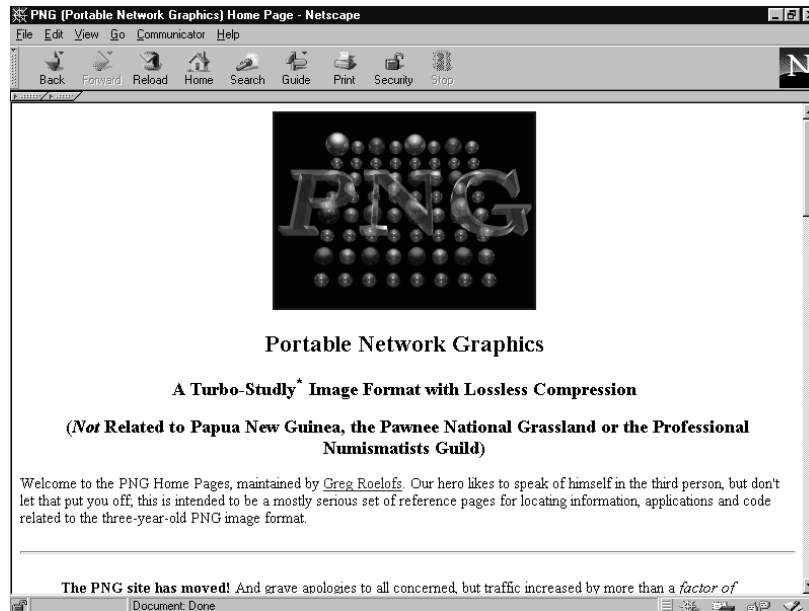 PNG (Portable Network Graphics) Home Page - Netscape
File Edit View Go Communicator Help
Back Forward Reload Home Search Guide Print Security Stop
N
PNG
Portable Network Graphics
A Turbo-Studly* Image Format with Lossless Compression
(Not Related to Papua New Guinea, the Pawnee National Grassland or the Professional
Numismatists Guild)
Welcome to the PNG Home Pages, maintained by Greg Roelofs. Our hero likes to speak of himself in the third person, but don't
let that put you off; this is intended to be a mostly serious set of reference pages for locating information, applications and code
related to the three-year-old PNG image format.
The PNG site has moved! And grave apologies to all concerned, but traffic increased by more than a factor of
Document: Done